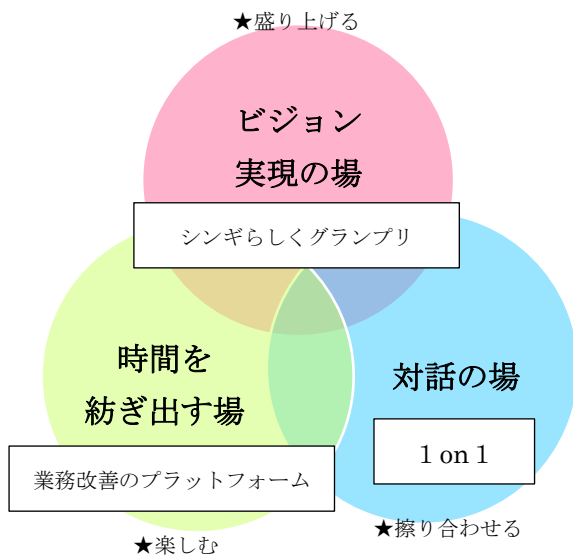 ★盛り上げる
ビジョン
実現の場
シンギらしくグランプリ
時間を
紡ぎ出す場
業務改善のプラットフォーム
★楽しむ
対話の場
１on１
★擦り合わせる